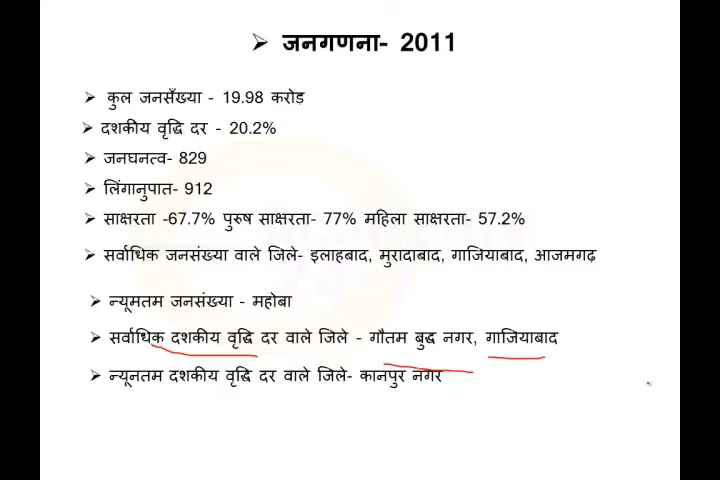 ➢ जनगणना- 2011
➢ कुल जनसँख्या - 19.98 करोड़
➢ दशकीय वृद्धि दर - 20.2%
➢ जनघनत्व- 829
➢ लिंगानुपात- 912
➢ साक्षरता -67.7% पुरुष साक्षरता- 77% महिला साक्षरता- 57.2%
➢ सर्वाधिक जनसंख्या वाले जिले- इलाहबाद, मुरादाबाद, गाजियाबाद, आजमगढ़
➢ न्यूमतम जनसंख्या - महोबा
➢ सर्वाधिक दशकीय वृद्धि दर वाले जिले - गौतम बुद्ध नगर, गाजियाबाद
➢ न्यूनतम दशकीय वृद्धि दर वाले जिले- कानपुर नगर